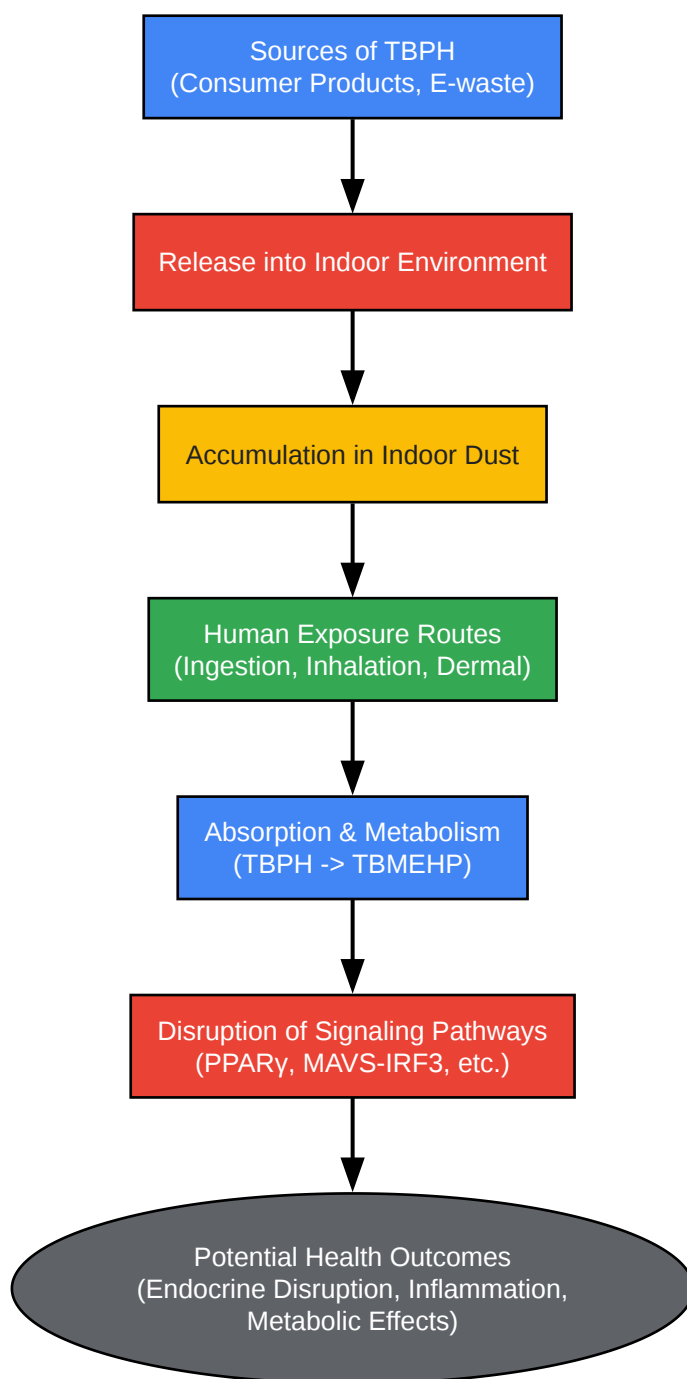 Sources of TBPH
(Consumer Products, E-waste)
Release into Indoor Environment
Accumulation in Indoor Dust
Human Exposure Routes
(Ingestion, Inhalation, Dermal)
Absorption & Metabolism
(TBPH -> TBMEHP)
Disruption of Signaling Pathways
(PPARγ, MAVS-IRF3, etc.)
Potential Health Outcomes
(Endocrine Disruption, Inflammation,
Metabolic Effects)